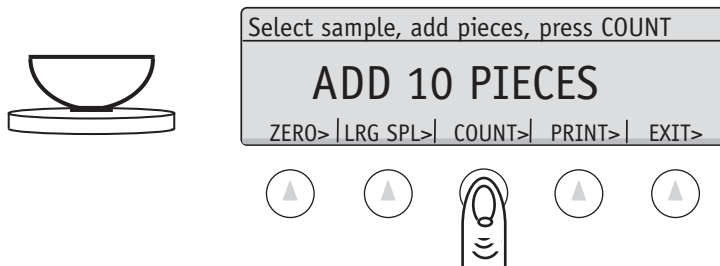 Select sample, add pieces, press COUNT
ADD 10 PIECES
ZERO> | LRG SPL> | COUNT> | PRINT> | EXIT>